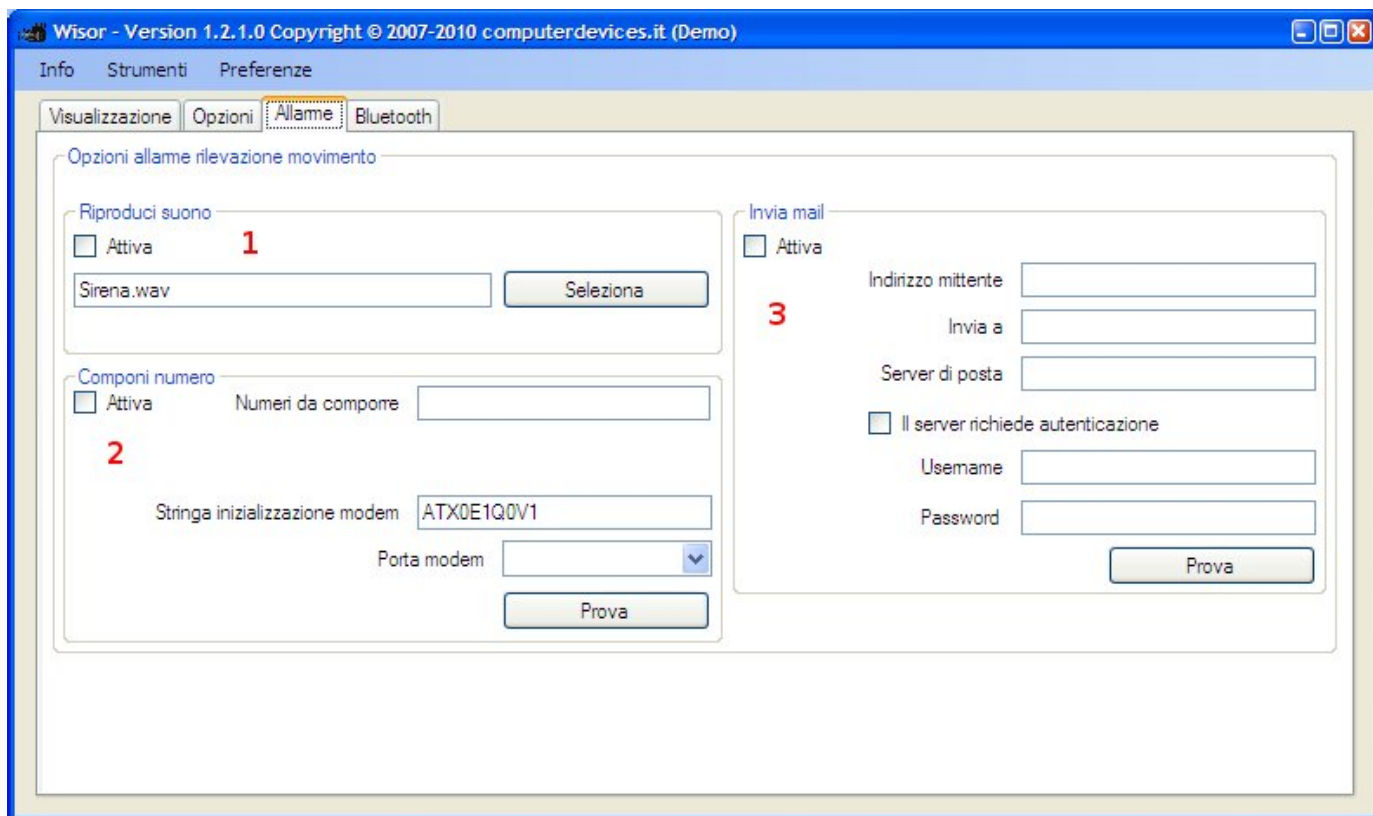 Wisor - Version 1.2.1.0 Copyright © 2007-2010 computerdevices.it (Demo)
Info Strumenti Preferenze
Visualizzazione Opzioni Allarme Bluetooth
Opzioni allarme rilevazione movimento
Riproduci suono
Attiva 1
Sirena.wav Seleziona
Componi numero
Attiva Numeri da comporre
2
Stringa inizializzazione modem ATX0E1Q0V1
Porta modem
Prova
Invia mail
Attiva
Indirizzo mittente
3
Invia a
Server di posta
Il server richiede autenticazione
Username
Password
Prova